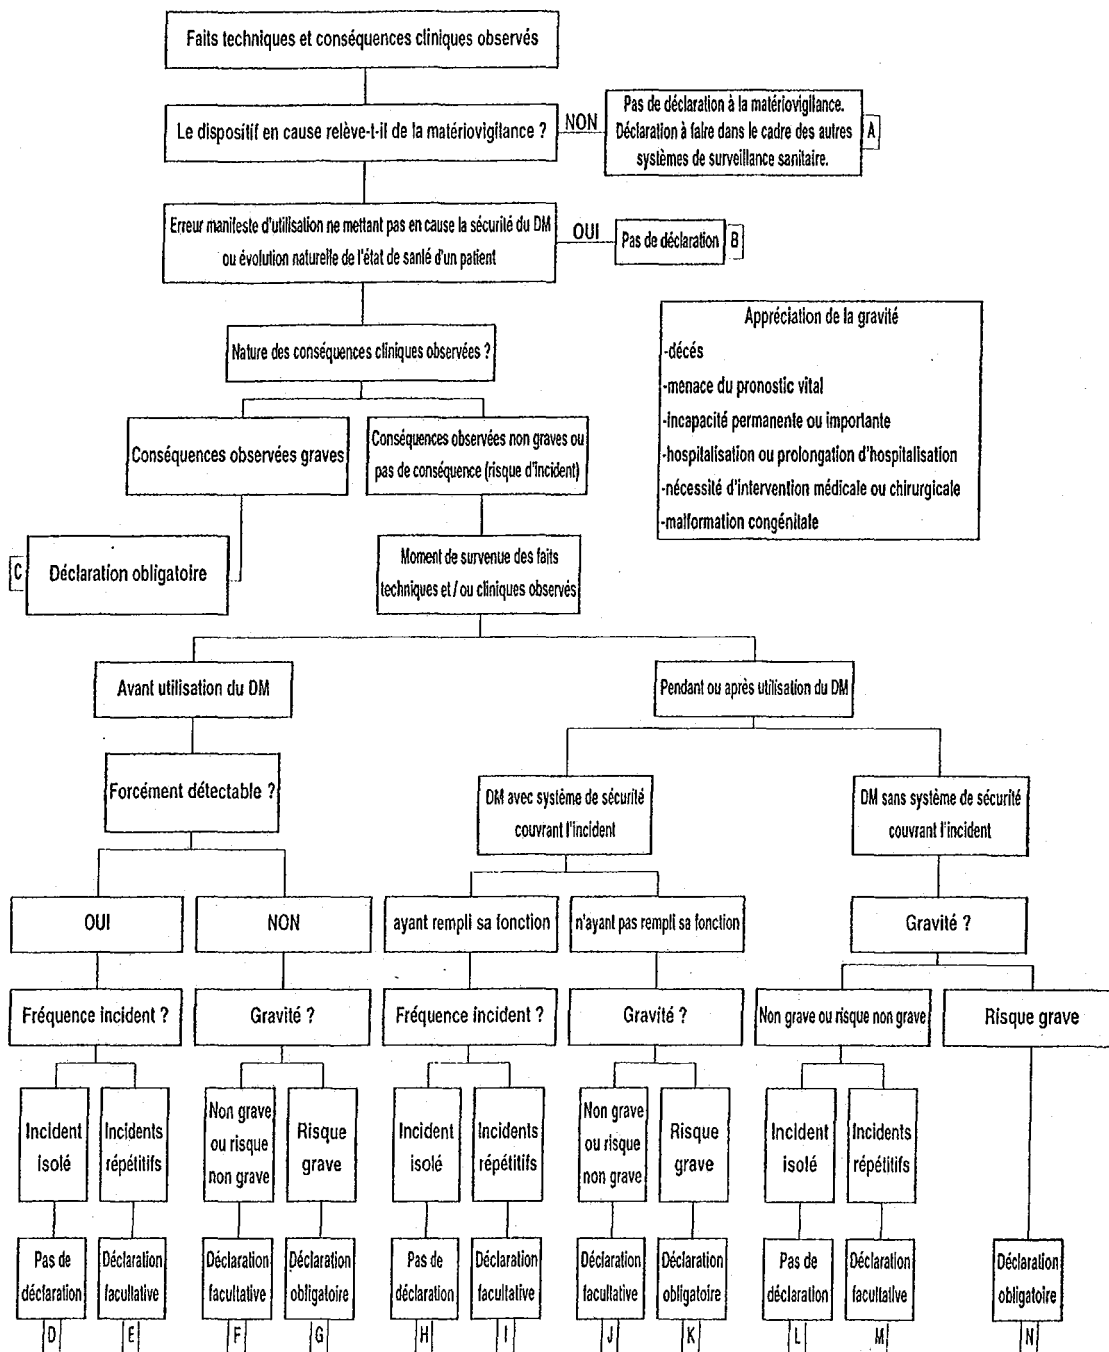 Faits techniques et conséquences cliniques observés
Le dispositif en cause relève-t-il de la matériovigilance ?
NON
Pas de déclaration à la matériovigilance.
Déclaration à faire dans le cadre des autres
systèmes de surveillance sanitaire.
A
Erreur manifeste d'utilisation ne mettant pas en cause la sécurité du DM
ou évolution naturelle de l'état de santé d'un patient
OUI
Pas de déclaration
B
Nature des conséquences cliniques observées ?
Appréciation de la gravité
-décés
-menace du pronostic vital
-incapacité permanente ou importante
-hospitalisation ou prolongation d'hospitalisation
-nécessité d'intervention médicale ou chirurgicale
-malformation congénitale
Conséquences observées graves
Conséquences observées non graves ou
pas de conséquence (risque d'incident)
C
Déclaration obligatoire
Moment de survenue des faits
techniques et / ou cliniques observés
Avant utilisation du DM
Pendant ou après utilisation du DM
Forcément détectable ?
DM avec système de sécurité
couvrant l'incident
DM sans système de sécurité
couvrant l'incident
OUI
NON
ayant rempli sa fonction
n'ayant pas rempli sa fonction
Gravité ?
Fréquence incident ?
Gravité ?
Fréquence incident ?
Gravité ?
Non grave ou risque non grave
Risque grave
Incident
isolé
Incidents
répétitifs
Non grave
ou risque
non grave
Risque
grave
Incident
isolé
Incidents
répétitifs
Non grave
ou risque
non grave
Risque
grave
Incident
isolé
Incidents
répétitifs
Pas de
déclaration
Déclaration
facultative
Déclaration
facultative
Déclaration
obligatoire
Pas de
déclaration
Déclaration
facultative
Déclaration
facultative
Déclaration
obligatoire
Pas de
déclaration
Déclaration
facultative
Déclaration
obligatoire
D
E
F
G
H
I
J
K
L
M
N